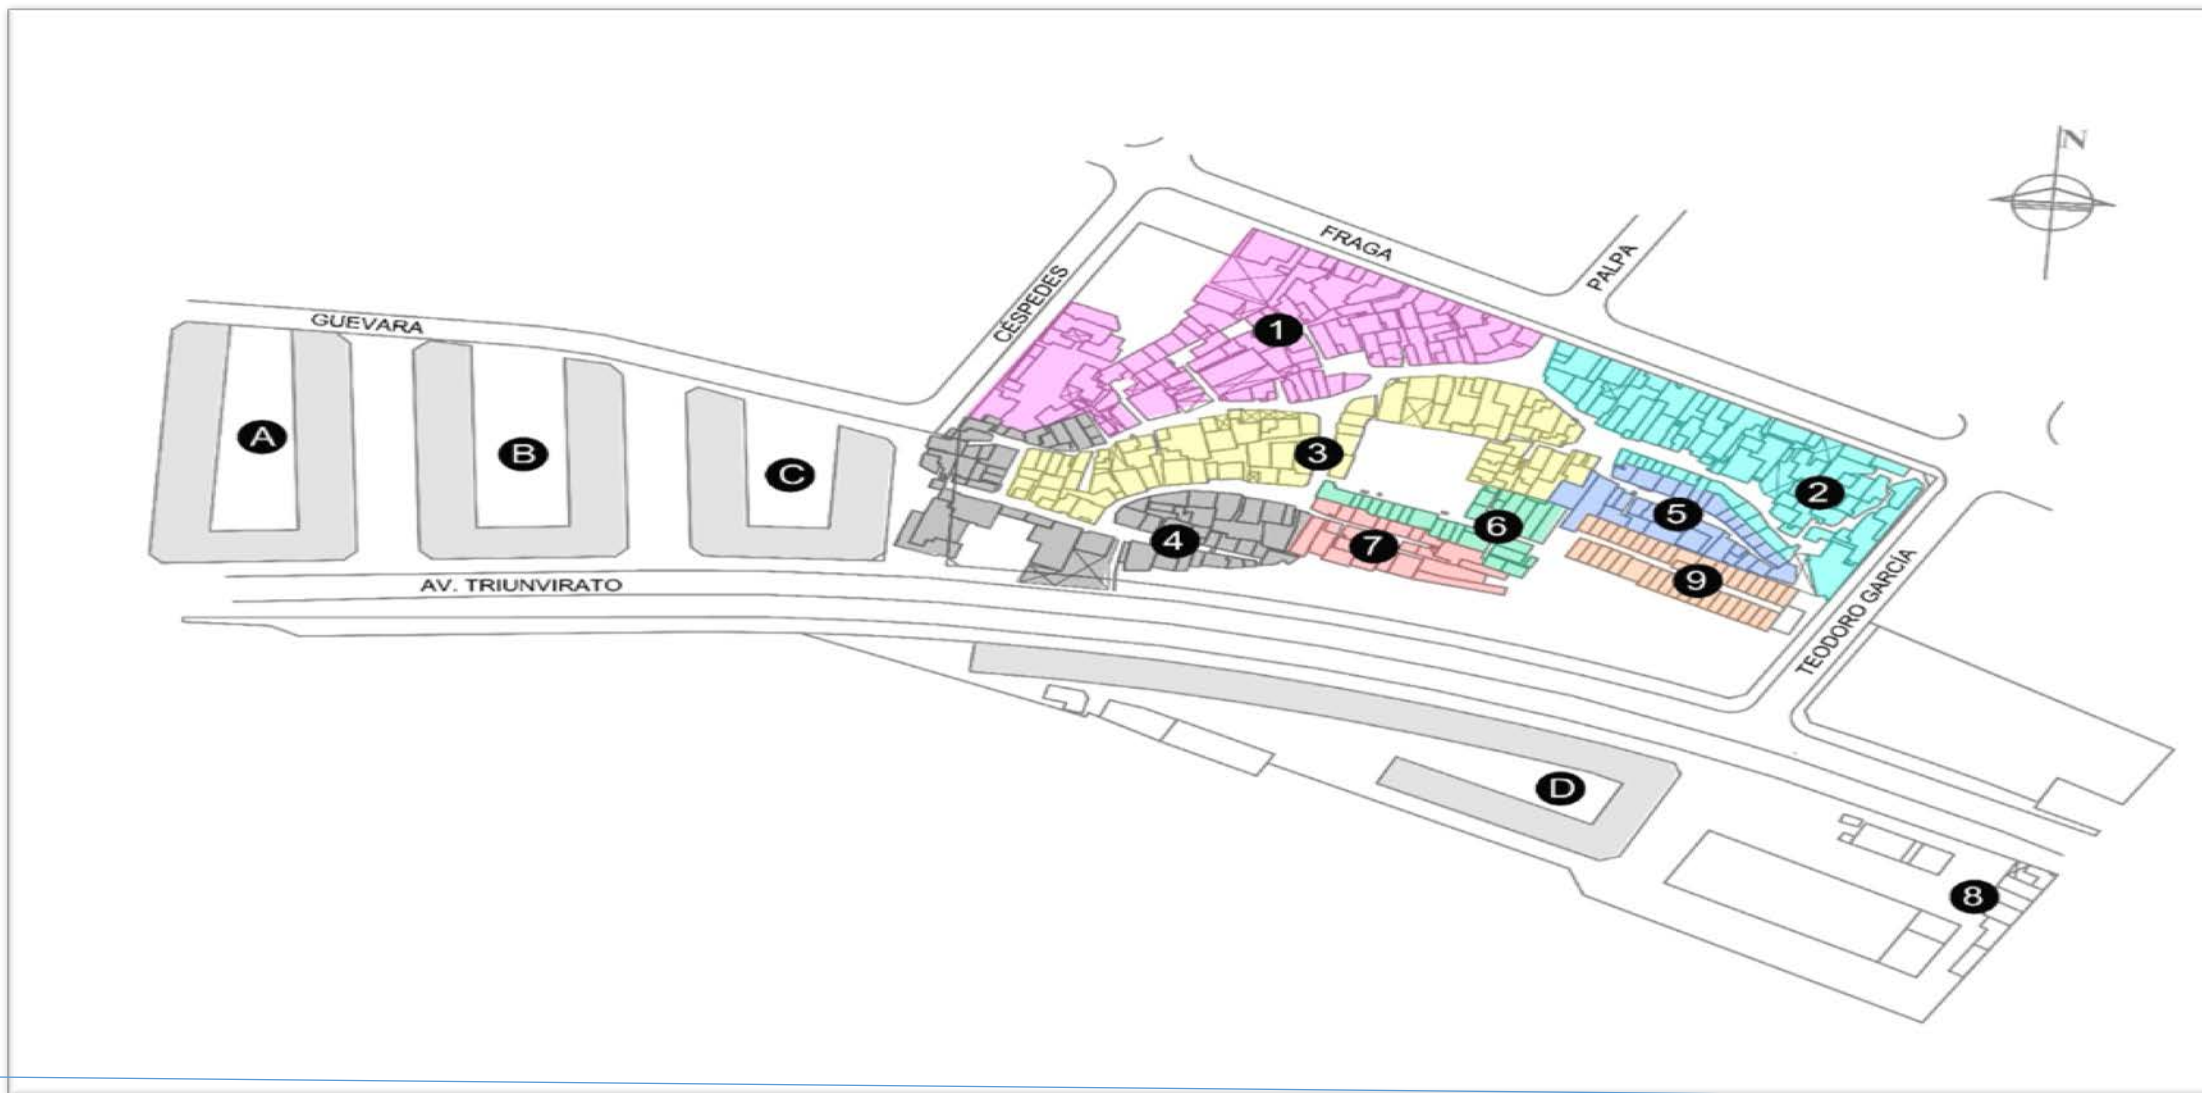 N
FRAGA
PALPA
CÉSPEDES
GUEVARA
1
A
B
C
3
2
5
6
4
7
9
AV. TRIUNVIRATO
TEODORO GARCÍA
D
8